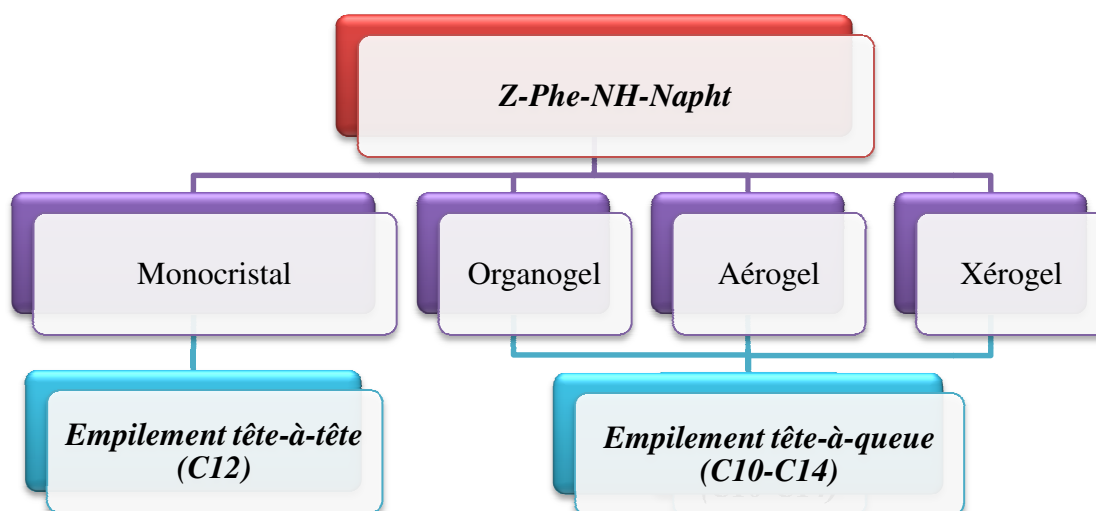 Z-Phe-NH-Napht
Monocristal
Organogel
Aérogel
Xérogel
Empilement tête-à-tête
(C12)
Empilement tête-à-queue
(C10-C14)